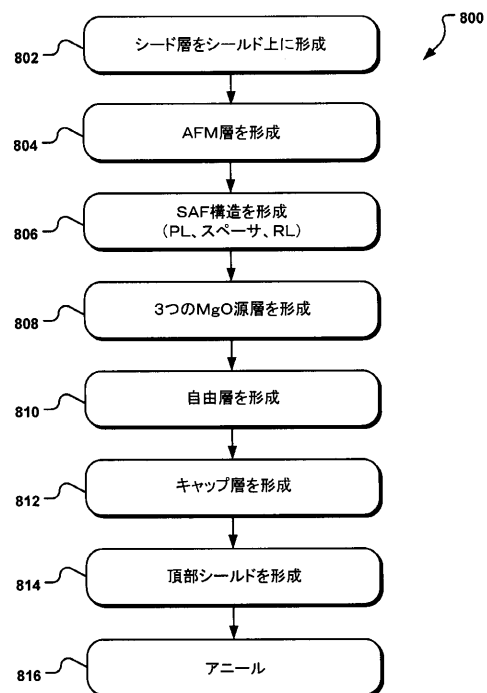 800
802
シード層をシールド上に形成
804
AFM層を形成
806
SAF構造を形成
(PL、スペーサ、RL)
808
3つのMgO源層を形成
810
自由層を形成
812
キャップ層を形成
814
頂部シールドを形成
816
アニール